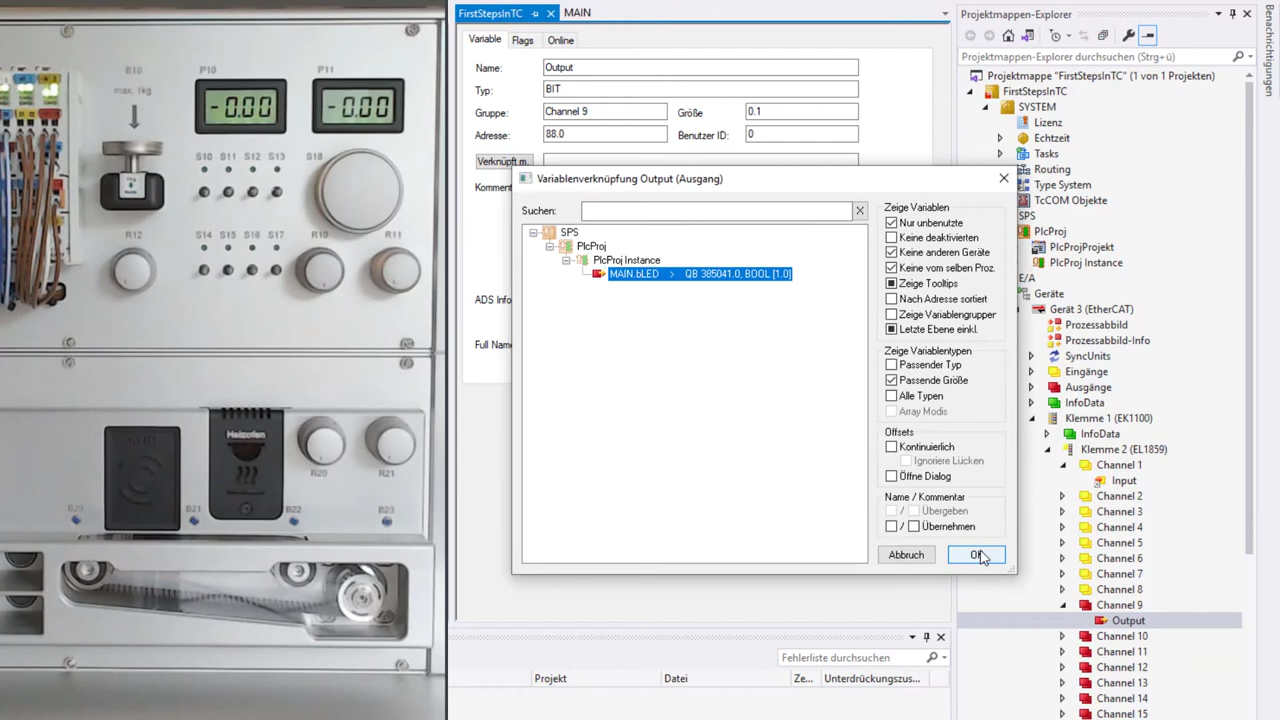 B10
max. 1kg
P10
P11
-0.00
-0.00
S10 S11 S12 S13
S18
S14 S15 S16 S17
R10
R11
R12
Heizofen
R20
R21
B20
B21
B22
B23
FirstStepsInTC
MAIN
Variable
Flags
Online
Name:
Output
Typ:
BIT
Gruppe:
Channel 9
Größe
0.1
Adresse:
88.0
Benutzer ID:
0
Verknüpft m.
Komment
ADS Info
Full Name
Variablenverknüpfung Output (Ausgang)
Suchen:
SPS
PlcProj
PlcProj Instance
MAIN.bLED > QB 385041.0, BOOL [1.0]
Zeige Variablen
Nur unbenutzte
Keine deaktivierten
Keine anderen Geräte
Keine vom selben Proz.
Zeige Tooltips
Nach Adresse sortiert
Zeige Variablengrupper
Letzte Ebene einkl.
Zeige Variablentypen
Passender Typ
Passende Größe
Alle Typen
Array Modis
Offsets
Kontinuierlich
Ignoriere Lücken
Öffne Dialog
Name / Kommentar
/ Übergeben
/ Übernehmen
Abbruch
OK
Fehlerliste durchsuchen
Projekt
Datei
Ze...
Unterdrückungszus...
Projektmappen-Explorer
Projektmappen-Explorer durchsuchen (Strg+ü)
Projektmappe "FirstStepsInTC" (1 von 1 Projekten)
FirstStepsInTC
SYSTEM
Lizenz
Echtzeit
Tasks
Routing
Type System
TcCOM Objekte
SPS
PlcProj
PlcProjProjekt
PlcProj Instance
E/A
Geräte
Gerät 3 (EtherCAT)
Prozessabbild
Prozessabbild-Info
SyncUnits
Eingänge
Ausgänge
InfoData
Klemme 1 (EK1100)
InfoData
Klemme 2 (EL1859)
Channel 1
Input
Channel 2
Channel 3
Channel 4
Channel 5
Channel 6
Channel 7
Channel 8
Channel 9
Output
Channel 10
Channel 11
Channel 12
Channel 13
Channel 14
Channel 15
Benachrichtigungen